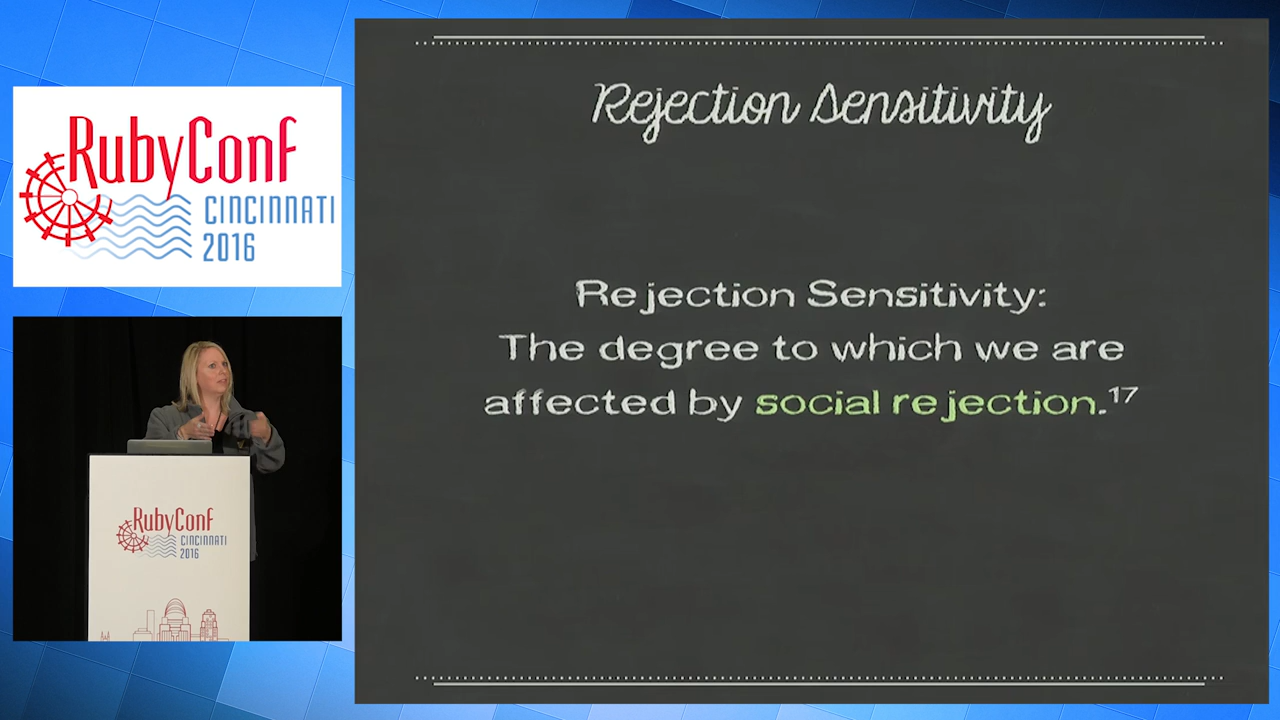 RubyConf
CINCINNATI
2016
Rejection Sensitivity
Rejection Sensitivity:
The degree to which we are
affected by social rejection.17
RubyConf
CINCINNATI
2016